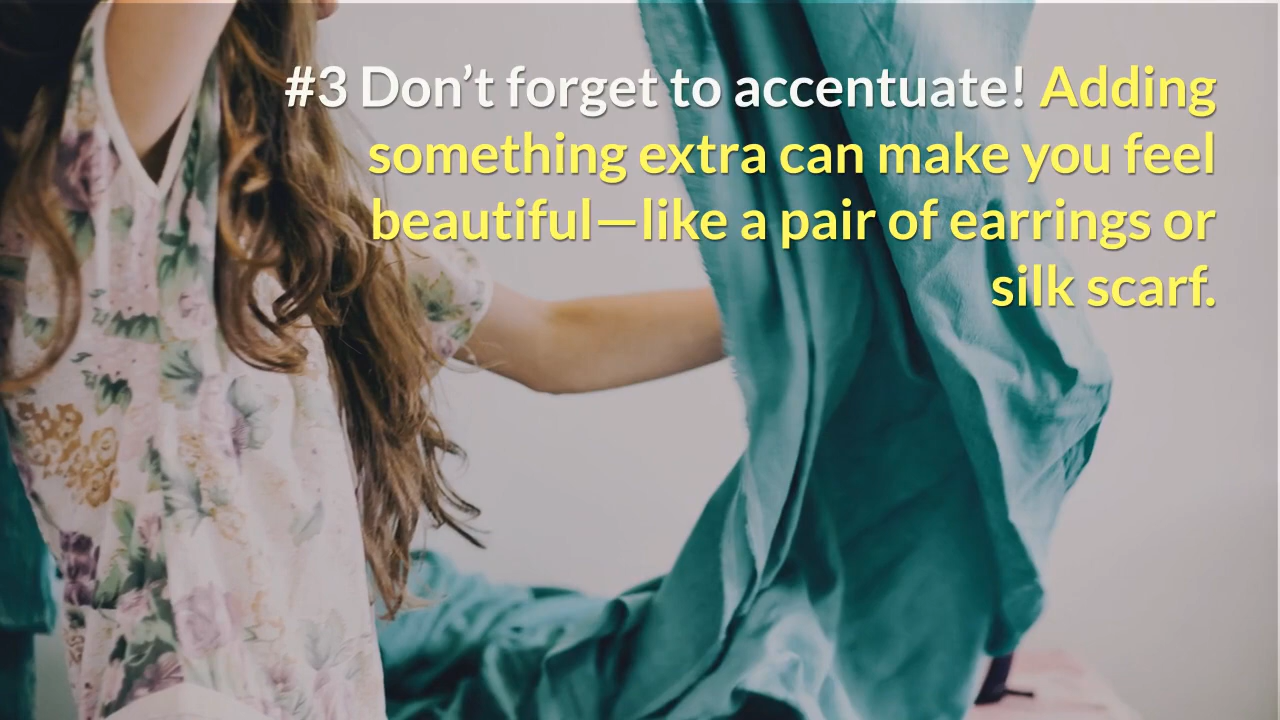 #3 Don’t forget to accentuate! Adding
something extra can make you feel
beautiful—like a pair of earrings or
silk scarf.